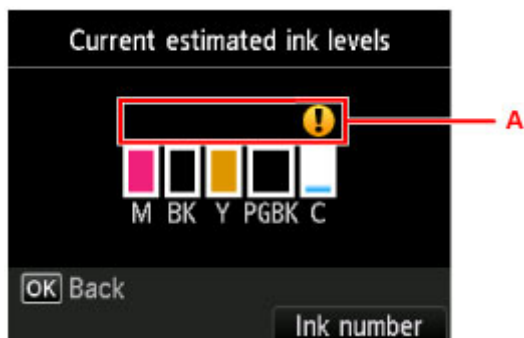 Current estimated ink levels
!
A
M BK Y PGBK C
OK Back
Ink number